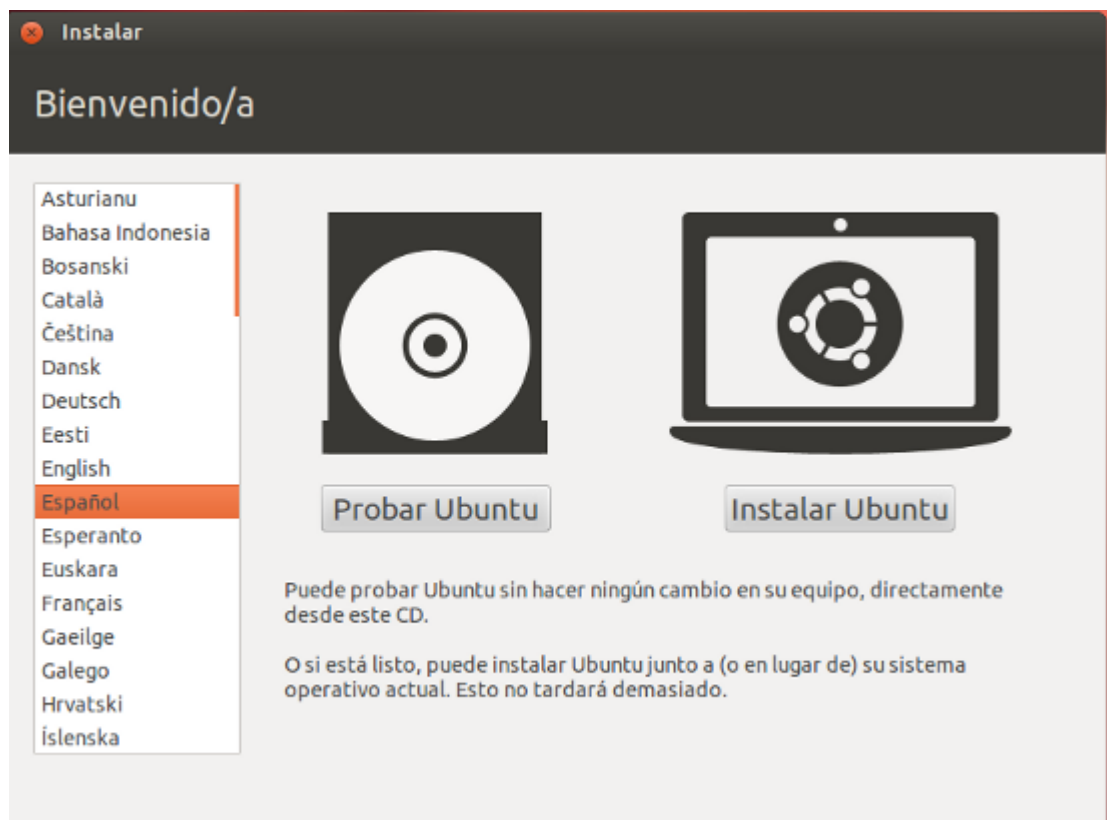 Instalar
Bienvenido/a
Asturianu
Bahasa Indonesia
Bosanski
Català
Čeština
Dansk
Deutsch
Eesti
English
Español
Esperanto
Euskara
Français
Gaeilge
Galego
Hrvatski
Íslenska
Probar Ubuntu
Instalar Ubuntu
Puede probar Ubuntu sin hacer ningún cambio en su equipo, directamente
desde este CD.
O si está listo, puede instalar Ubuntu junto a (o en lugar de) su sistema
operativo actual. Esto no tardará demasiado.